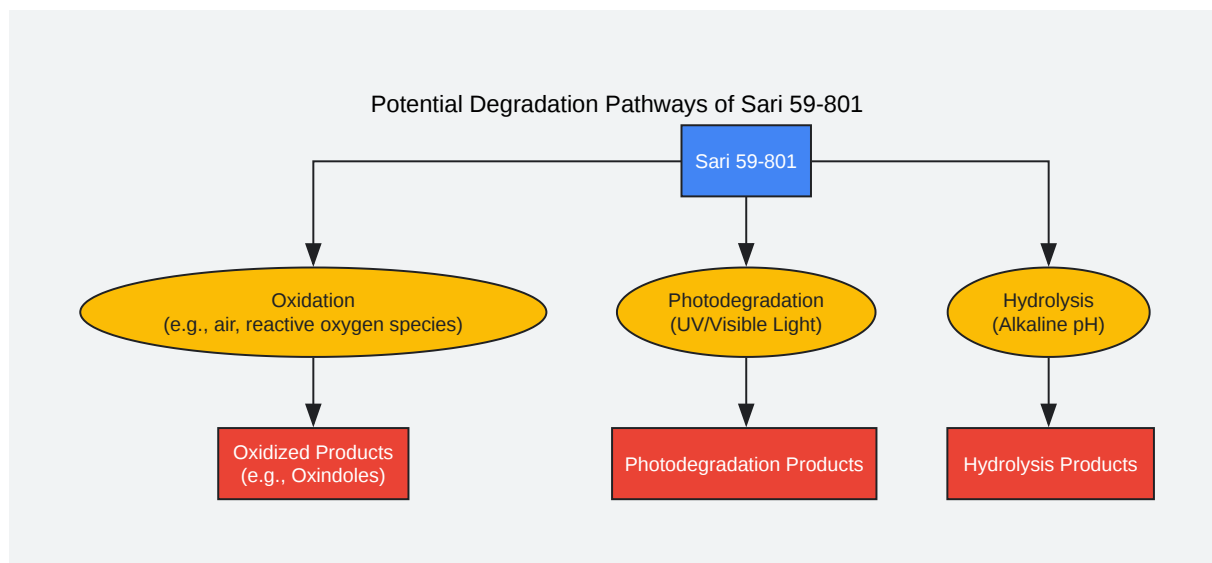 Potential Degradation Pathways of Sari 59-801
Sari 59-801
Oxidation
(e.g., air, reactive oxygen species)
Photodegradation
(UV/Visible Light)
Hydrolysis
(Alkaline pH)
Oxidized Products
(e.g., Oxindoles)
Photodegradation Products
Hydrolysis Products